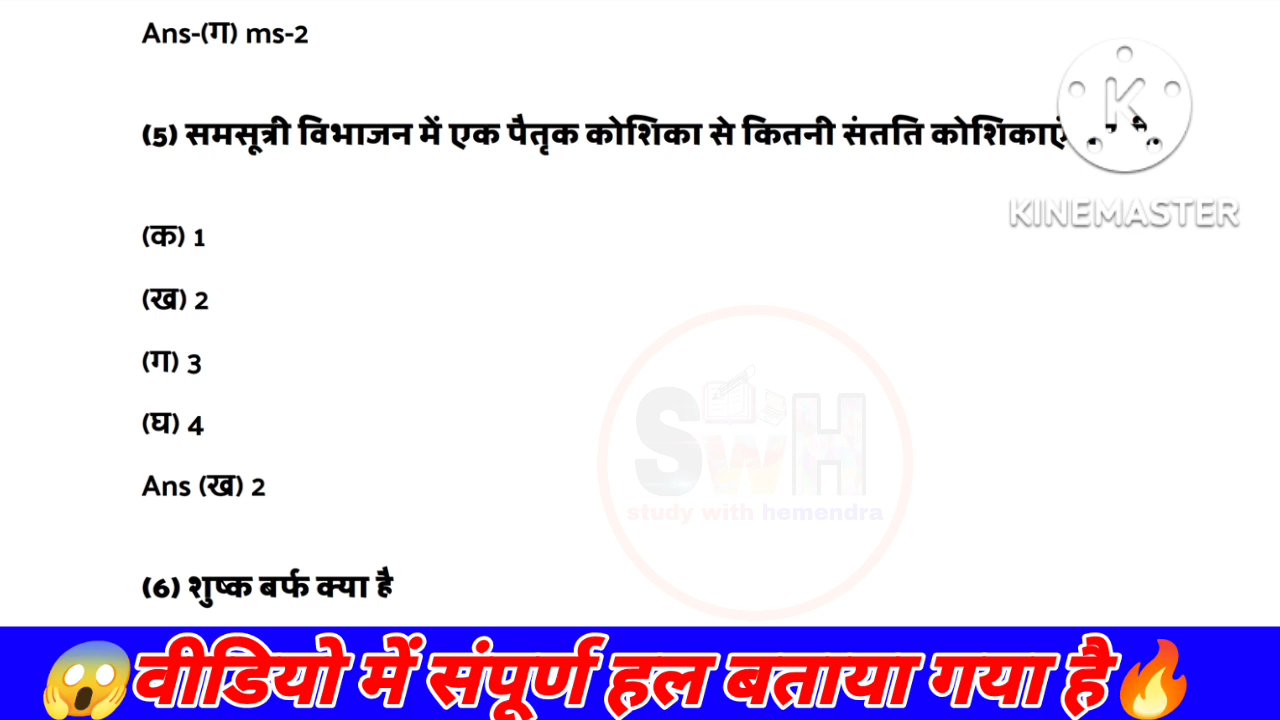 Ans-(ग) ms-2
(5) समसूत्री विभाजन में एक पैतृक कोशिका से कितनी संतति कोशिकाएं
K
KINEMASTER
(क) 1
(ख) 2
(ग) 3
(घ) 4
Ans (ख) 2
SWH
study with hemendra
(6) शुष्क बर्फ क्या है
वीडियो में संपूर्ण हल बताया गया है